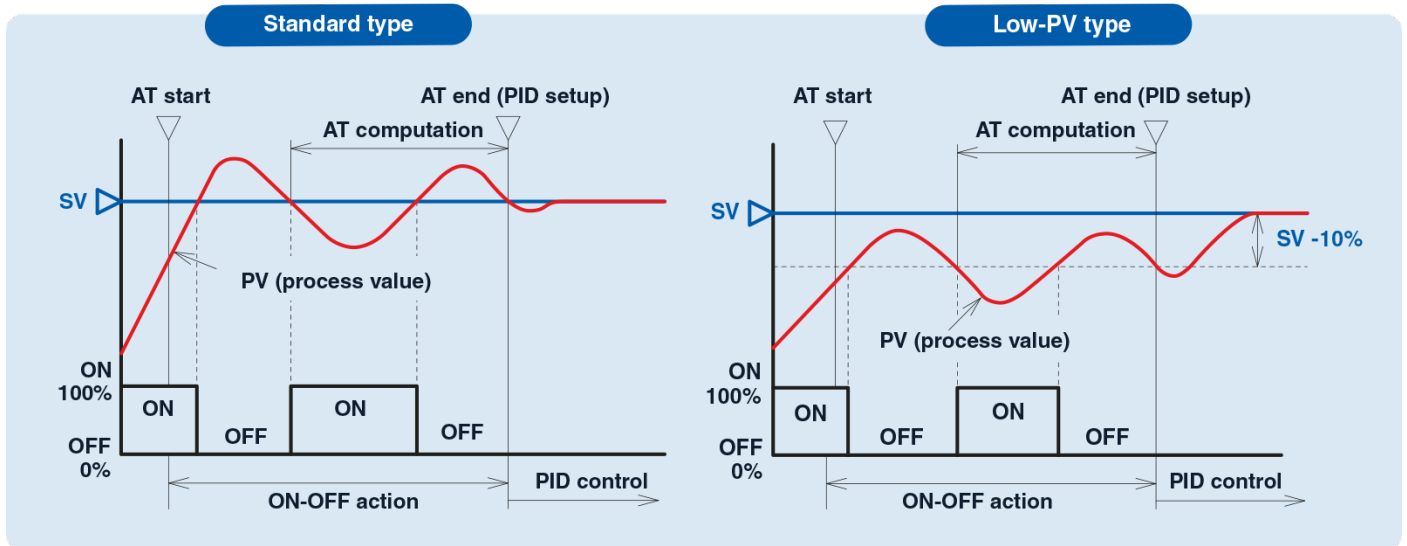 Standard type
AT start
AT end (PID setup)
AT computation
SV
PV (process value)
ON
100%
ON
OFF
ON
OFF
OFF
0%
ON-OFF action
PID control
Low-PV type
AT start
AT end (PID setup)
AT computation
SV
SV -10%
PV (process value)
ON
100%
ON
OFF
ON
OFF
OFF
0%
ON-OFF action
PID control